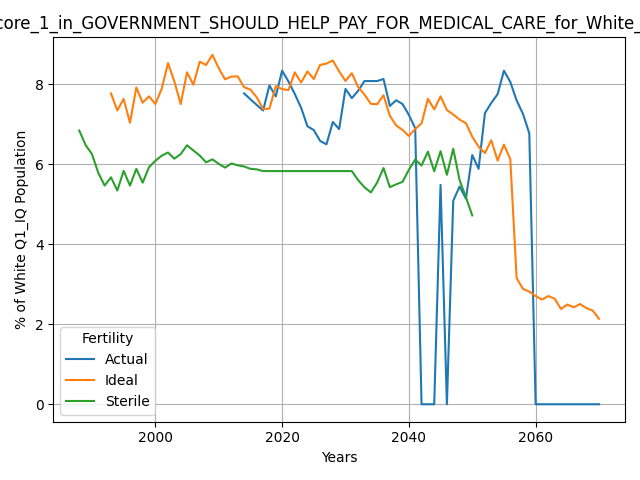 core_1_in_GOVERNMENT_SHOULD_HELP_PAY_FOR_MEDICAL_CARE_for_White_
% of White Q1_IQ Population
8
6
4
2
0
Fertility
Actual
Ideal
Sterile
2000
2020
2040
2060
Years